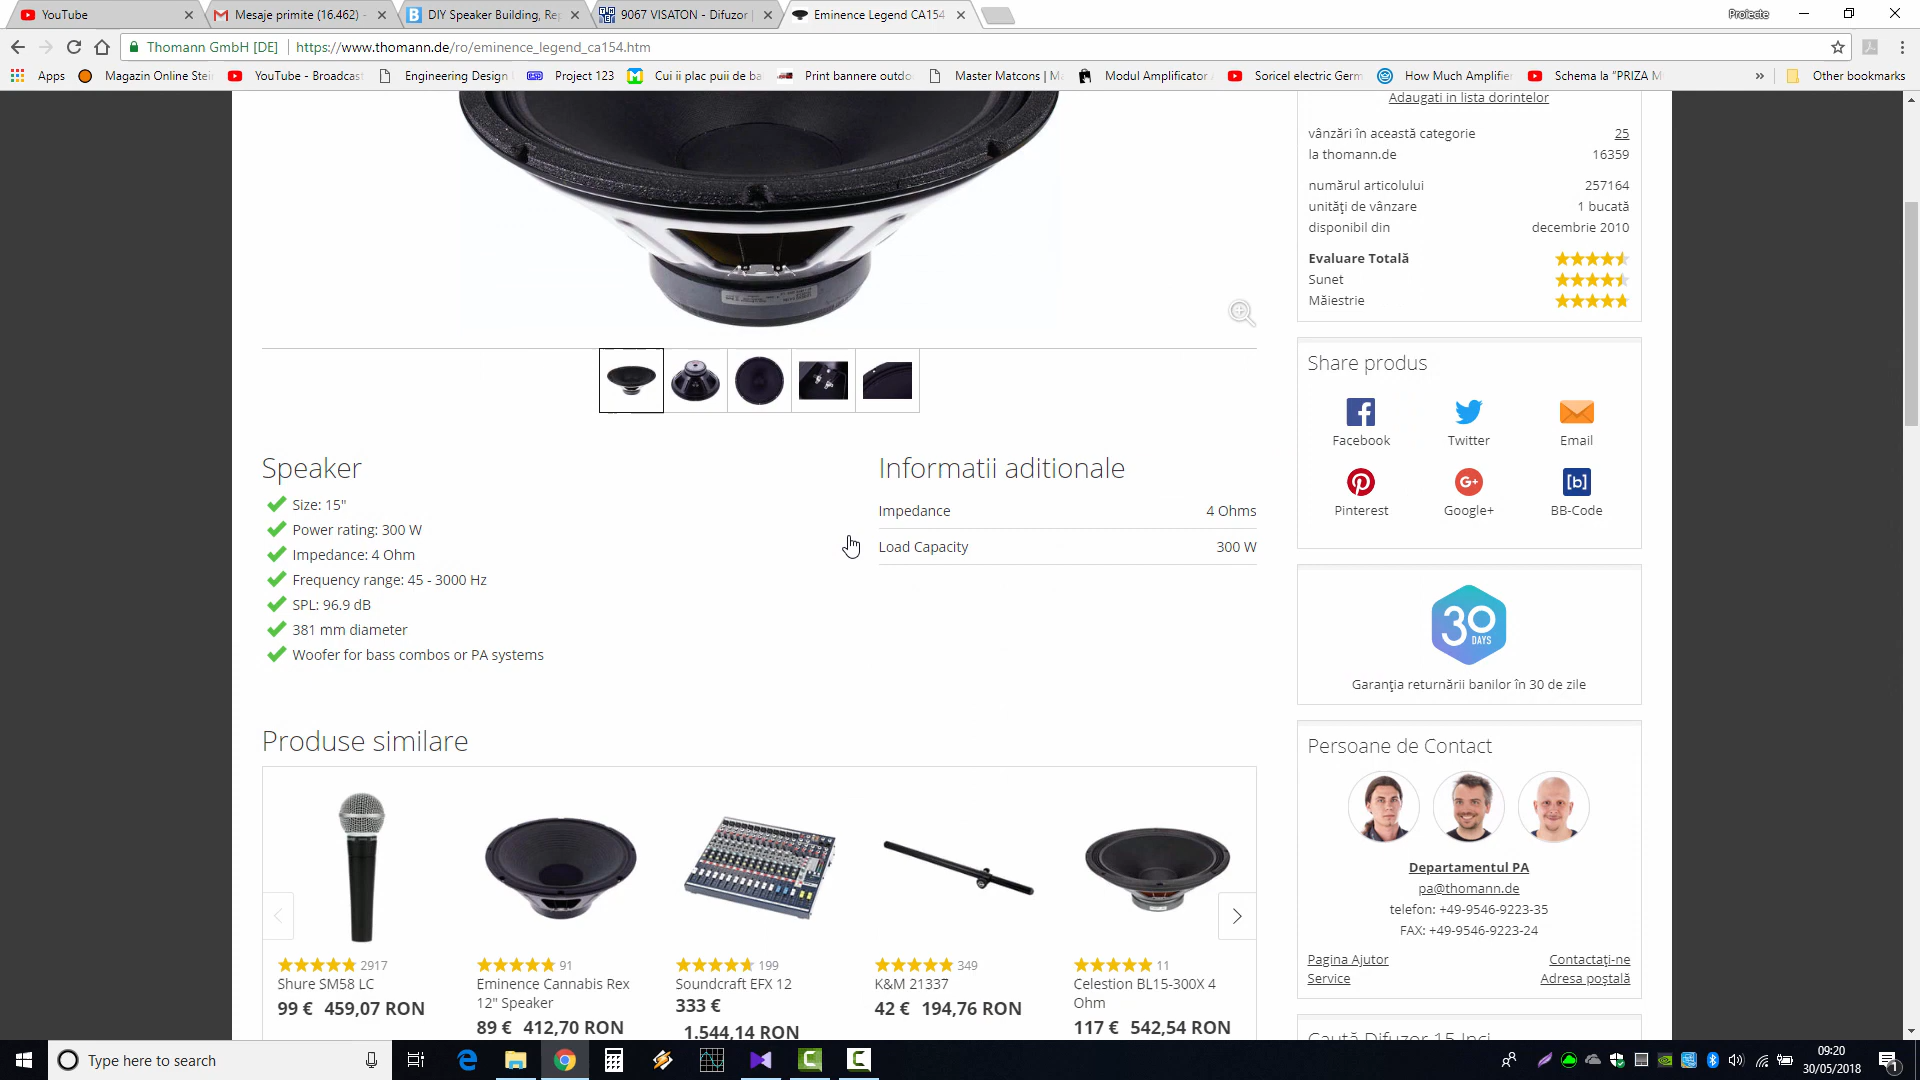 YouTube
Mesaje primite (16.462) -
DIY Speaker Building, Rep
9067 VISATON - Difuzor |
Eminence Legend CA154
Proiecte
Thomann GmbH [DE]
https://www.thomann.de/ro/eminence_legend_ca154.htm
Apps
Magazin Online Stei
YouTube - Broadcas
Engineering Design
Project 123
Cui ii plac puii de ba
Print bannere outdo
Master Matcons | M
Modul Amplificator
Soricel electric Germ
How Much Amplifie
Schema la "PRIZA M
»
Other bookmarks
Adaugati in lista dorintelor
vânzări în această categorie 25
la thomann.de 16359
numărul articolului 257164
unităţi de vânzare 1 bucată
disponibil din decembrie 2010
Evaluare Totală
Sunet
Măiestrie
Share produs
Facebook
Twitter
Email
Pinterest
Google+
BB-Code
Speaker
Size: 15"
Power rating: 300 W
Impedance: 4 Ohm
Frequency range: 45 - 3000 Hz
SPL: 96.9 dB
381 mm diameter
Woofer for bass combos or PA systems
Informatii aditionale
Impedance 4 Ohms
Load Capacity 300 W
30
DAYS
Garanţia returnării banilor în 30 de zile
Produse similare
2917
Shure SM58 LC
99 € 459,07 RON
91
Eminence Cannabis Rex
12" Speaker
89 € 412,70 RON
199
Soundcraft EFX 12
333 €
1.544,14 RON
349
K&M 21337
42 € 194,76 RON
11
Celestion BL15-300X 4
Ohm
117 € 542,54 RON
Persoane de Contact
Departamentul PA
pa@thomann.de
telefon: +49-9546-9223-35
FAX: +49-9546-9223-24
Pagina Ajutor
Contactaţi-ne
Service
Adresa poştală
Caută Difuzor 15 Inci
Type here to search
09:20
30/05/2018
1